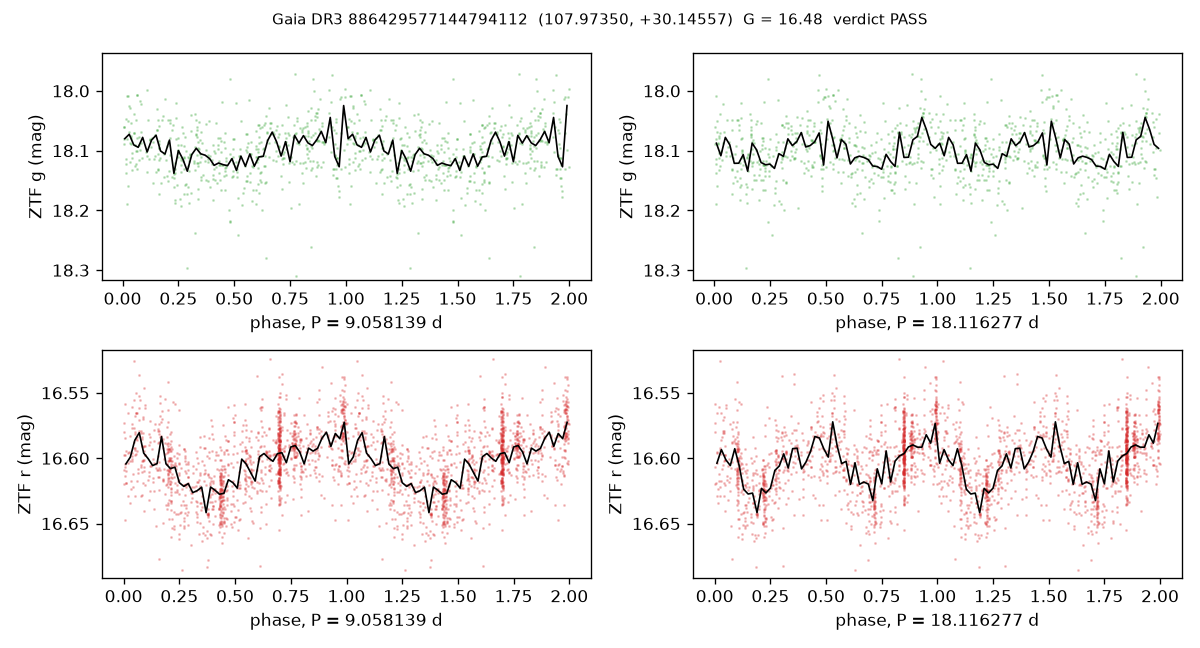 Gaia DR3 886429577144794112 (107.97350, +30.14557) G = 16.48 verdict PASS
ZTF g (mag)
18.0
18.1
18.2
18.3
0.00 0.25 0.50 0.75 1.00 1.25 1.50 1.75 2.00
phase, P = 9.058139 d
ZTF g (mag)
18.0
18.1
18.2
18.3
0.00 0.25 0.50 0.75 1.00 1.25 1.50 1.75 2.00
phase, P = 18.116277 d
ZTF r (mag)
16.55
16.60
16.65
0.00 0.25 0.50 0.75 1.00 1.25 1.50 1.75 2.00
phase, P = 9.058139 d
ZTF r (mag)
16.55
16.60
16.65
0.00 0.25 0.50 0.75 1.00 1.25 1.50 1.75 2.00
phase, P = 18.116277 d